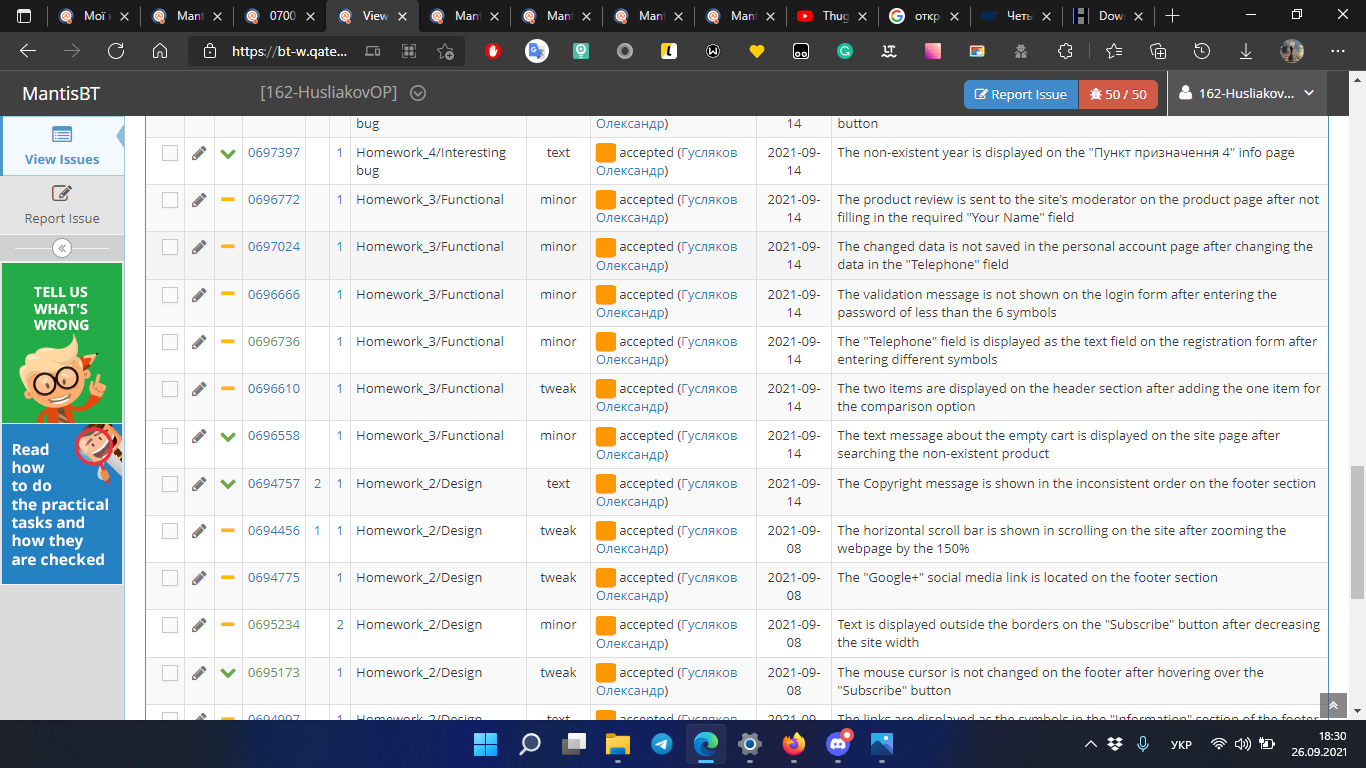 Мої н
Mant
0700
View
Mant
Mant
Mant
Mant
Thug
откр
Четы
Dow
https://bt-w.qate...
MantisBT
[162-HusliakovOP]
Report Issue
50 / 50
162-Husliakov...
View Issues
Report Issue
TELL US
WHAT'S
WRONG
Read
how
to do
the practical
tasks and
how they
are checked
bug
Олександр)
14
button
0697397 1 Homework_4/Interesting text accepted (Гусляков 2021-09- The non-existent year is displayed on the "Пункт призначення 4" info page
bug Олександр) 14
0696772 1 Homework_3/Functional minor accepted (Гусляков 2021-09- The product review is sent to the site's moderator on the product page after not
Олександр) 14 filling in the required "Your Name" field
0697024 1 Homework_3/Functional minor accepted (Гусляков 2021-09- The changed data is not saved in the personal account page after changing the
Олександр) 14 data in the "Telephone" field
0696666 1 Homework_3/Functional minor accepted (Гусляков 2021-09- The validation message is not shown on the login form after entering the
Олександр) 14 password of less than the 6 symbols
0696736 1 Homework_3/Functional minor accepted (Гусляков 2021-09- The "Telephone" field is displayed as the text field on the registration form after
Олександр) 14 entering different symbols
0696610 1 Homework_3/Functional tweak accepted (Гусляков 2021-09- The two items are displayed on the header section after adding the one item for
Олександр) 14 the comparison option
0696558 1 Homework_3/Functional minor accepted (Гусляков 2021-09- The text message about the empty cart is displayed on the site page after
Олександр) 14 searching the non-existent product
0694757 2 1 Homework_2/Design text accepted (Гусляков 2021-09- The Copyright message is shown in the inconsistent order on the footer section
Олександр) 14
0694456 1 1 Homework_2/Design tweak accepted (Гусляков 2021-09- The horizontal scroll bar is shown in scrolling on the site after zooming the
Олександр) 08 webpage by the 150%
0694775 1 Homework_2/Design tweak accepted (Гусляков 2021-09- The "Google+" social media link is located on the footer section
Олександр) 08
0695234 2 Homework_2/Design minor accepted (Гусляков 2021-09- Text is displayed outside the borders on the "Subscribe" button after decreasing
Олександр) 08 the site width
0695173 1 Homework_2/Design tweak accepted (Гусляков 2021-09- The mouse cursor is not changed on the footer after hovering over the
Олександр) 08 "Subscribe" button
0694997 1 Homework_2/Design text accepted (Гусляков 2021-09- The links are displayed as the symbols in the "Information" section of the footer
УКР
18:30
26.09.2021